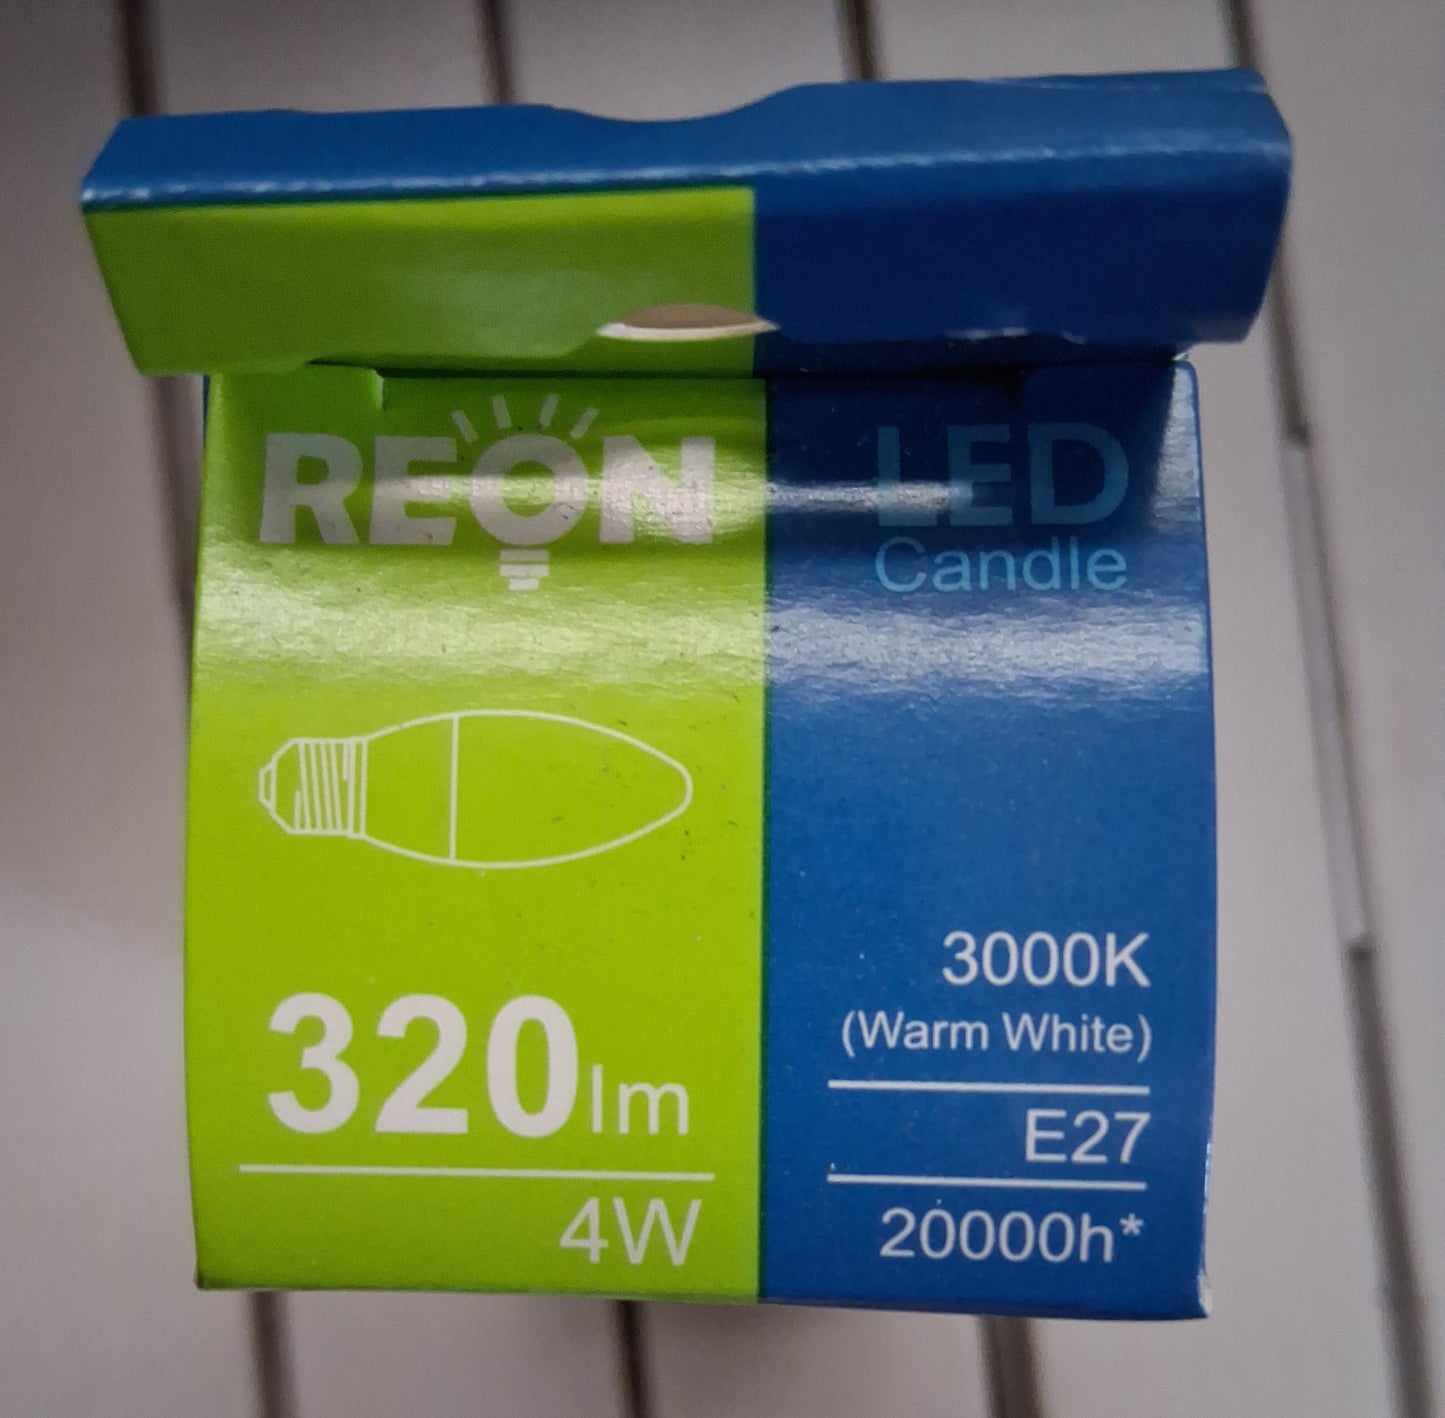 REON
LED
Candle
320lm
4W
3000K
(Warm White)
E27
20000h*